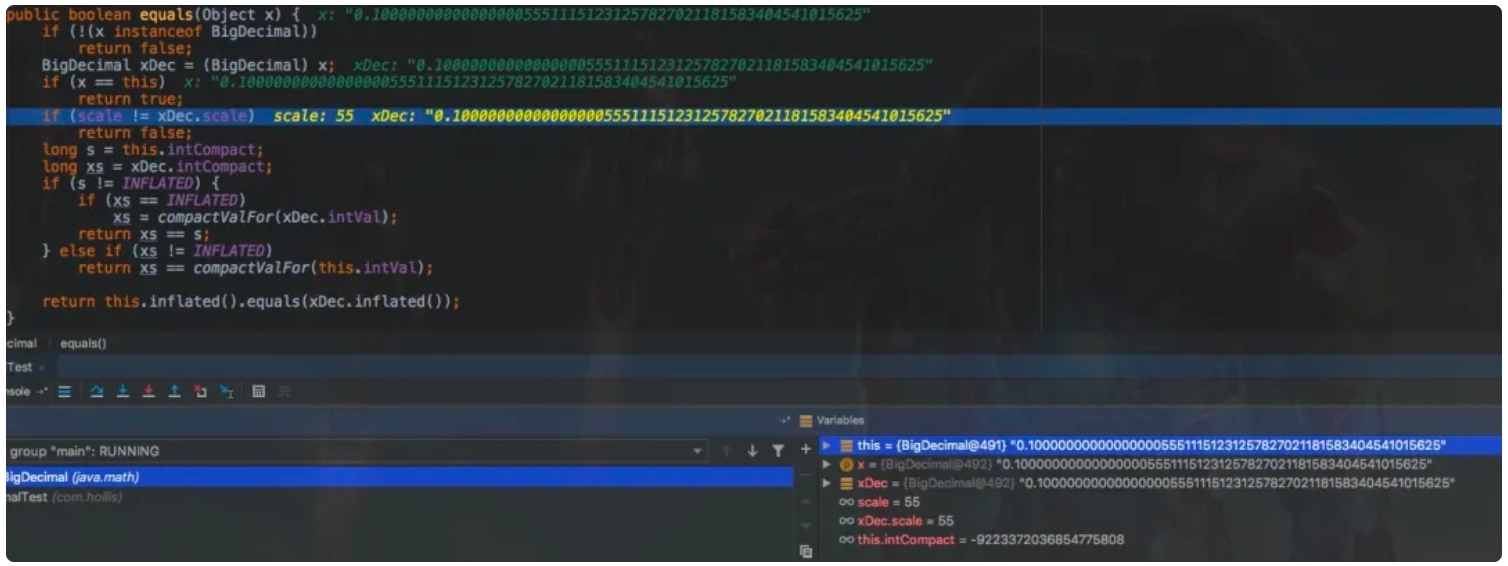 public boolean equals(Object x) {  x: "0.1000000000000000055511151231257827021181583404541015625"
if (!(x instanceof BigDecimal))
return false;
BigDecimal xDec = (BigDecimal) x;  xDec: "0.1000000000000000055511151231257827021181583404541015625"
if (x == this)  x: "0.1000000000000000055511151231257827021181583404541015625"
return true;
if (scale != xDec.scale)  scale: 55  xDec: "0.1000000000000000055511151231257827021181583404541015625"
return false;
long s = this.intCompact;
long xs = xDec.intCompact;
if (s != INFLATED) {
if (xs == INFLATED)
xs = compactValFor(xDec.intVal);
return xs == s;
} else if (xs != INFLATED)
return xs == compactValFor(this.intVal);
return this.inflated().equals(xDec.inflated());
}
cimal › equals()
Test ×
nsole
Variables
group "main": RUNNING
this = {BigDecimal@491} "0.1000000000000000055511151231257827021181583404541015625"
BigDecimal (java.math)
x = {BigDecimal@492} "0.1000000000000000055511151231257827021181583404541015625"
malTest (com.hollis)
xDec = {BigDecimal@492} "0.1000000000000000055511151231257827021181583404541015625"
scale = 55
xDec.scale = 55
this.intCompact = -9223372036854775808